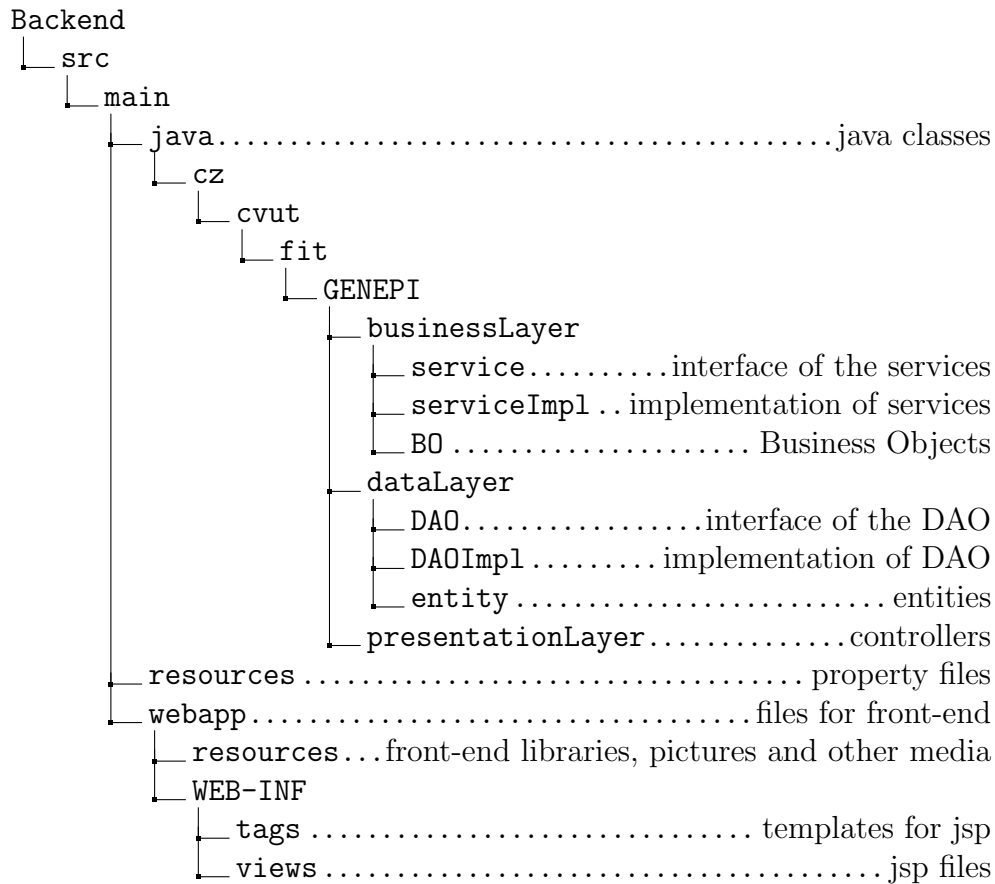 Backend
src
main
java.............................................java classes
cz
cvut
fit
GENEPI
businessLayer
service..........interface of the services
serviceImpl .. implementation of services
BO ...................... Business Objects
dataLayer
DAO.................interface of the DAO
DAOImpl ......... implementation of DAO
entity ........................... entities
presentationLayer..............controllers
resources .................................... property files
webapp....................................files for front-end
resources...front-end libraries, pictures and other media
WEB-INF
tags ................................ templates for jsp
views........................................jsp files